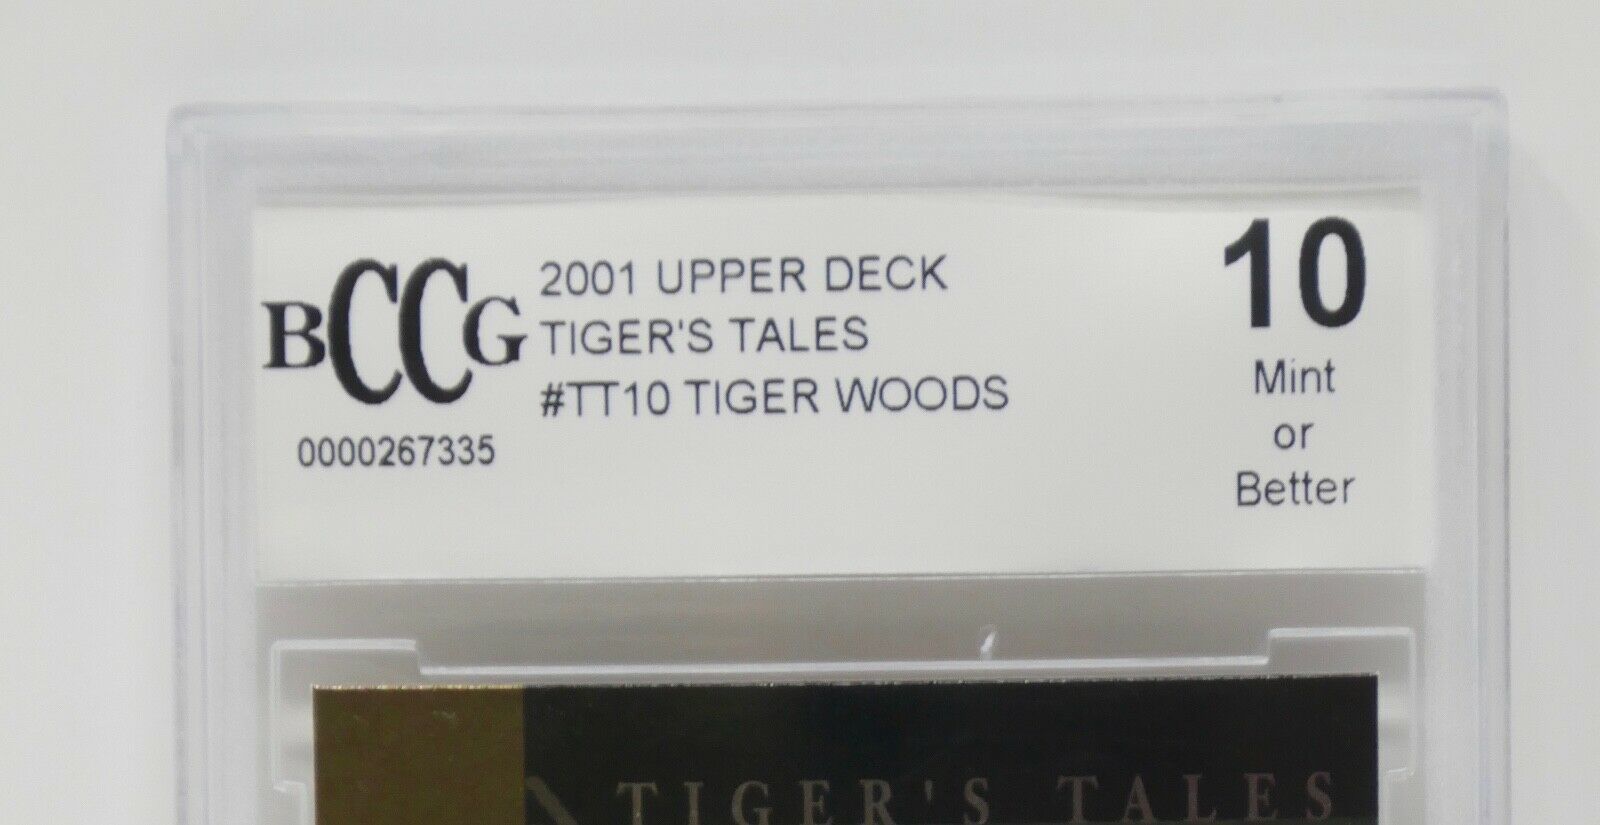 BCCG
0000267335
2001 UPPER DECK
TIGER'S TALES
#TT10 TIGER WOODS
10
Mint
or
Better
TIGER'S TALES